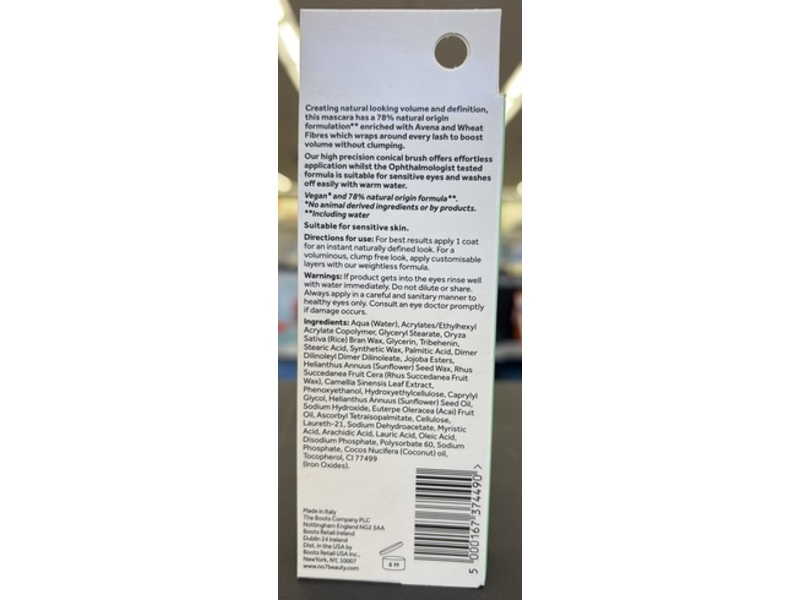 Creating natural looking volume and definition,
this mascara has a 78% natural origin
formulation** enriched with Avena and Wheat
Fibres which wraps around every lash to boost
volume without clumping.
Our high precision conical brush offers effortless
application whilst the Ophthalmologist tested
formula is suitable for sensitive eyes and washes
off easily with warm water.
Vegan* and 78% natural origin formula**.
*No animal derived ingredients or by products.
**Including water
Suitable for sensitive skin.
Directions for use: For best results apply 1 coat
for an instant naturally defined look. For a
voluminous, clump free look, apply customisable
layers with our weightless formula.
Warnings: If product gets into the eyes rinse well
with water immediately. Do not dilute or share.
Always apply in a careful and sanitary manner to
healthy eyes only. Consult an eye doctor promptly
if damage occurs.
Ingredients: Aqua (Water), Acrylates/Ethylhexyl
Acrylate Copolymer, Glyceryl Stearate, Oryza
Sativa (Rice) Bran Wax, Glycerin, Tribehenin,
Stearic Acid, Synthetic Wax, Palmitic Acid, Dimer
Dilinoleyl Dimer Dilinoleate, Jojoba Esters,
Helianthus Annuus (Sunflower) Seed Wax, Rhus
Succedanea Fruit Cera (Rhus Succedanea Fruit
Wax), Camellia Sinensis Leaf Extract,
Phenoxyethanol, Hydroxyethylcellulose, Caprylyl
Glycol, Helianthus Annuus (Sunflower) Seed Oil,
Sodium Hydroxide, Euterpe Oleracea (Acai) Fruit
Oil, Ascorbyl Tetraisopalmitate, Cellulose,
Laureth-21, Sodium Dehydroacetate, Myristic
Acid, Arachidic Acid, Lauric Acid, Oleic Acid,
Disodium Phosphate, Polysorbate 60, Sodium
Phosphate, Cocos Nucifera (Coconut) oil,
Tocopherol, CI 77499
(Iron Oxides).
Made in Italy
The Boots Company PLC
Nottingham England NG2 3AA
Boots Retail Ireland
Dublin 24 Ireland
Dist. in the USA by
Boots Retail USA Inc.,
NewYork, NY, 10007
www.no7beauty.com
6 M
5 000167 374490 >